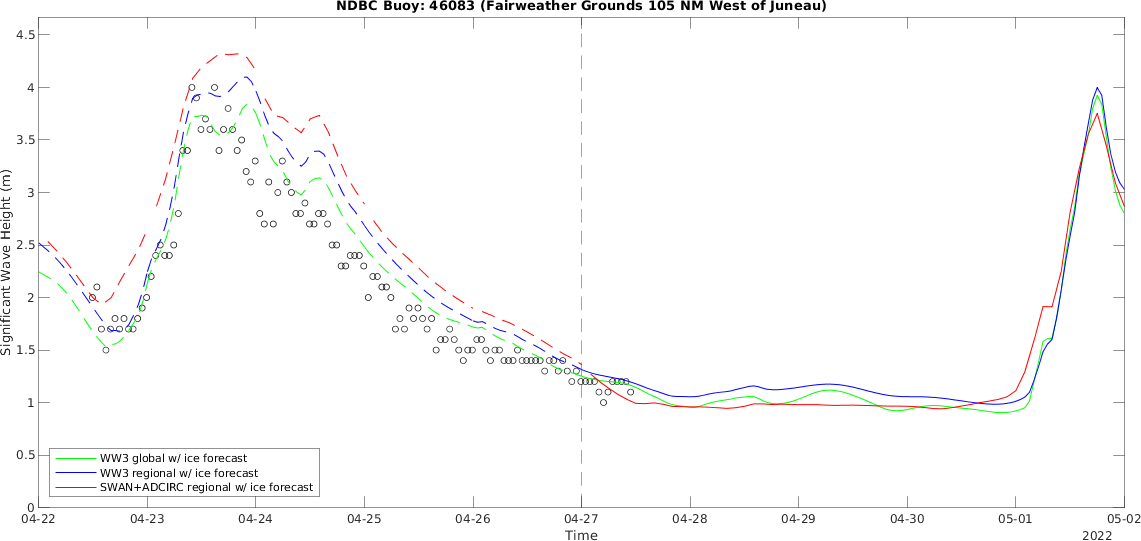 NDBC Buoy: 46083 (Fairweather Grounds 105 NM West of Juneau)
Significant Wave Height (m)
4.5
4
3.5
3
2.5
2
1.5
1
0.5
0
WW3 global w/ ice forecast
WW3 regional w/ ice forecast
SWAN+ADCIRC regional w/ ice forecast
04-22 04-23 04-24 04-25 04-26 04-27 04-28 04-29 04-30 05-01 05-02
Time
2022